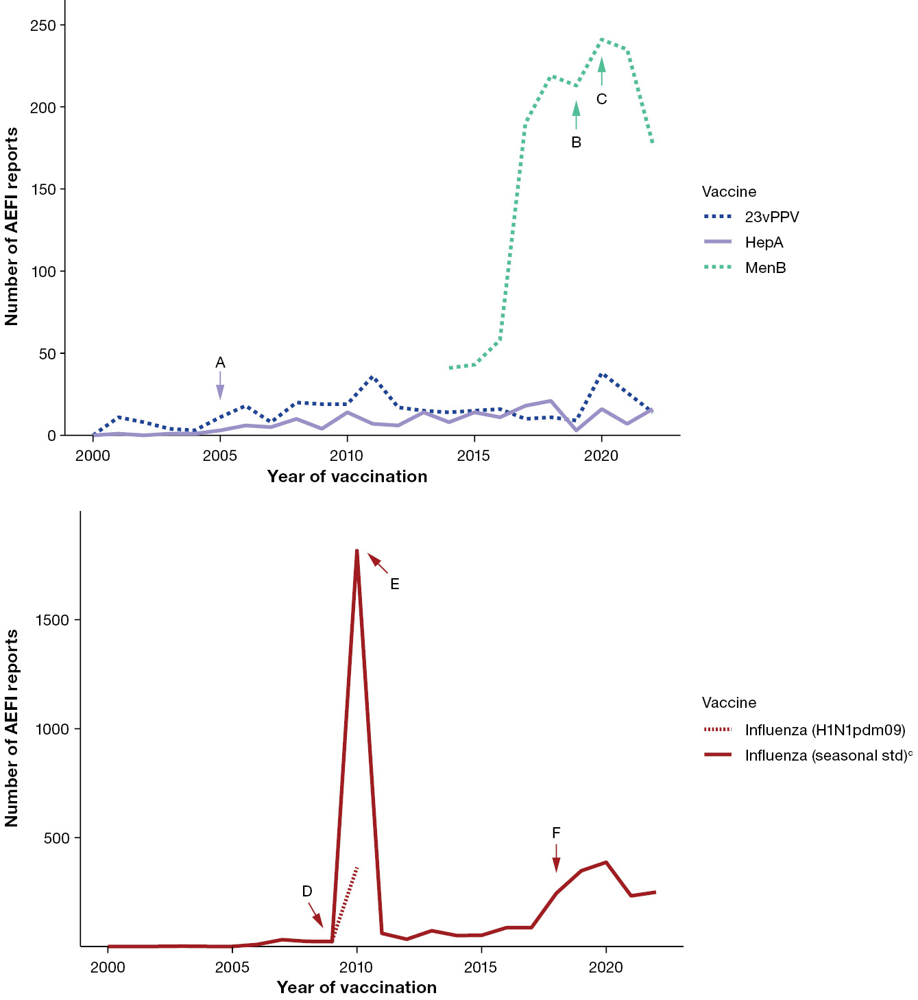 250
200
150
100
50
0
Number of AEFI reports
A
B
C
2000 2005 2010 2015 2020
Year of vaccination
Vaccine
23vPPV
HepA
MenB
1500
1000
500
Number of AEFI reports
D
E
F
2000 2005 2010 2015 2020
Year of vaccination
Vaccine
Influenza (H1N1pdm09)
Influenza (seasonal std)ᶜ